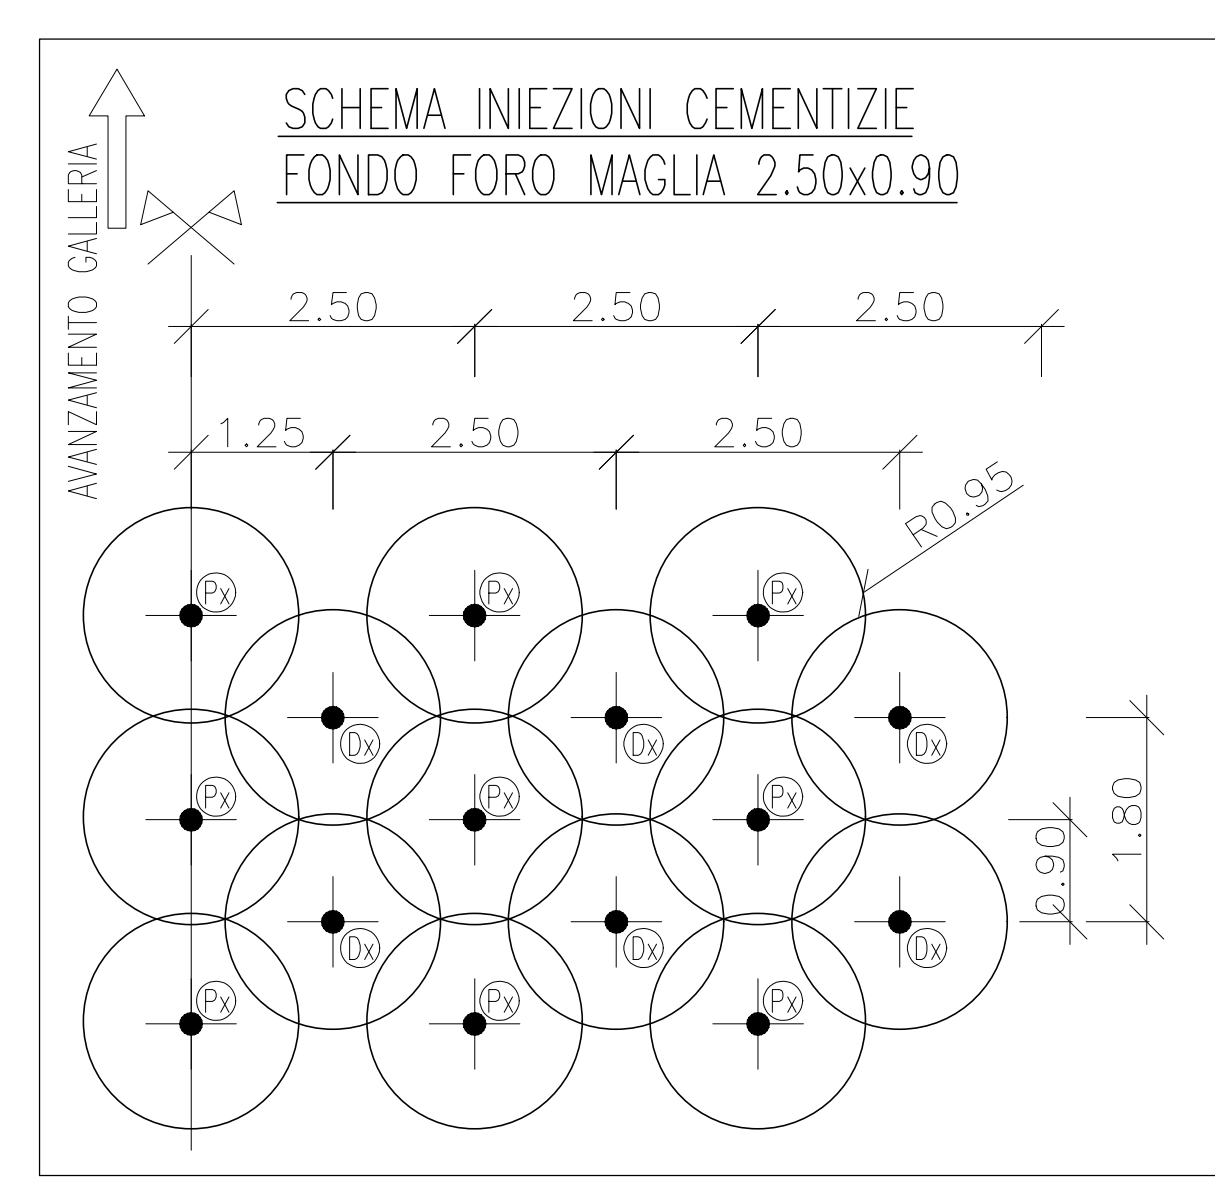 SCHEMA INIEZIONI CEMENTIZIE
FONDO FORO MAGLIA 2.50x0.90
AVANZAMENTO GALLERIA
2.50 2.50 2.50
1.25 2.50 2.50
R0.95
Px Px Px
Dx Dx Dx
Px Px Px
Dx Dx Dx
Px Px Px
0.90
1.80